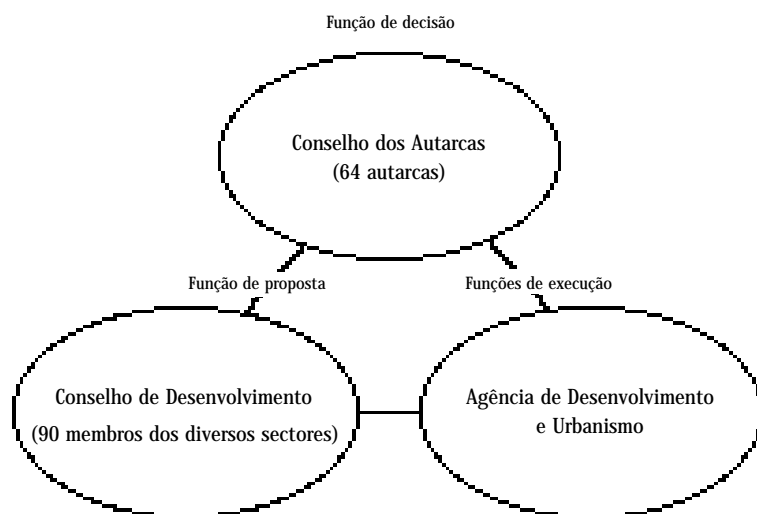 Função de decisão
Conselho dos Autarcas
(64 autarcas)
Função de proposta
Funções de execução
Conselho de Desenvolvimento
(90 membros dos diversos sectores)
Agência de Desenvolvimento
e Urbanismo